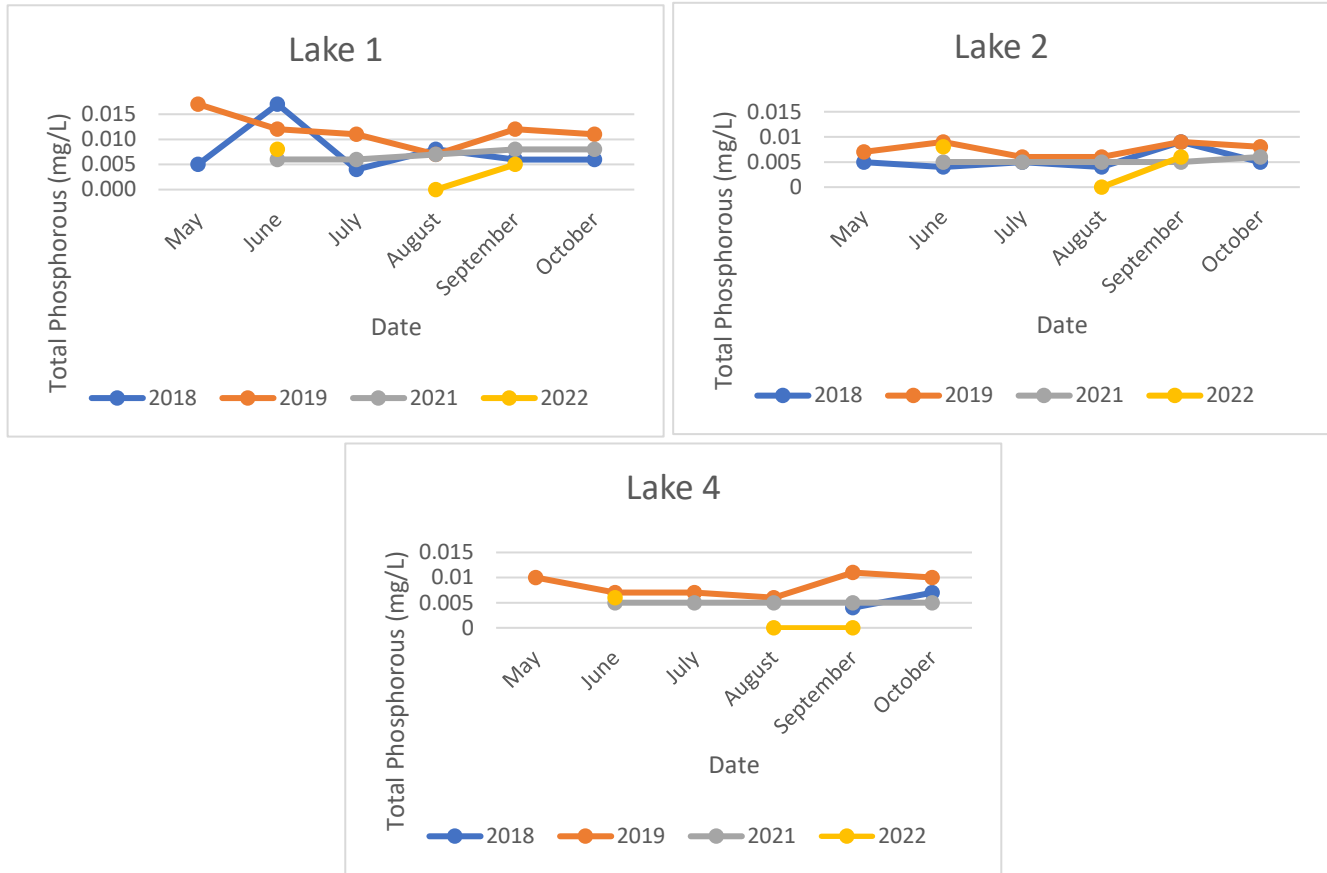 Lake 1
Total Phosphorous (mg/L)
0.015
0.010
0.005
0.000
May
June
July
August
September
October
Date
2018 2019 2021 2022
Lake 2
Total Phosphorous (mg/L)
0.015
0.01
0.005
0
May
June
July
August
September
October
Date
2018 2019 2021 2022
Lake 4
Total Phosphorous (mg/L)
0.015
0.01
0.005
0
May
June
July
August
September
October
Date
2018 2019 2021 2022